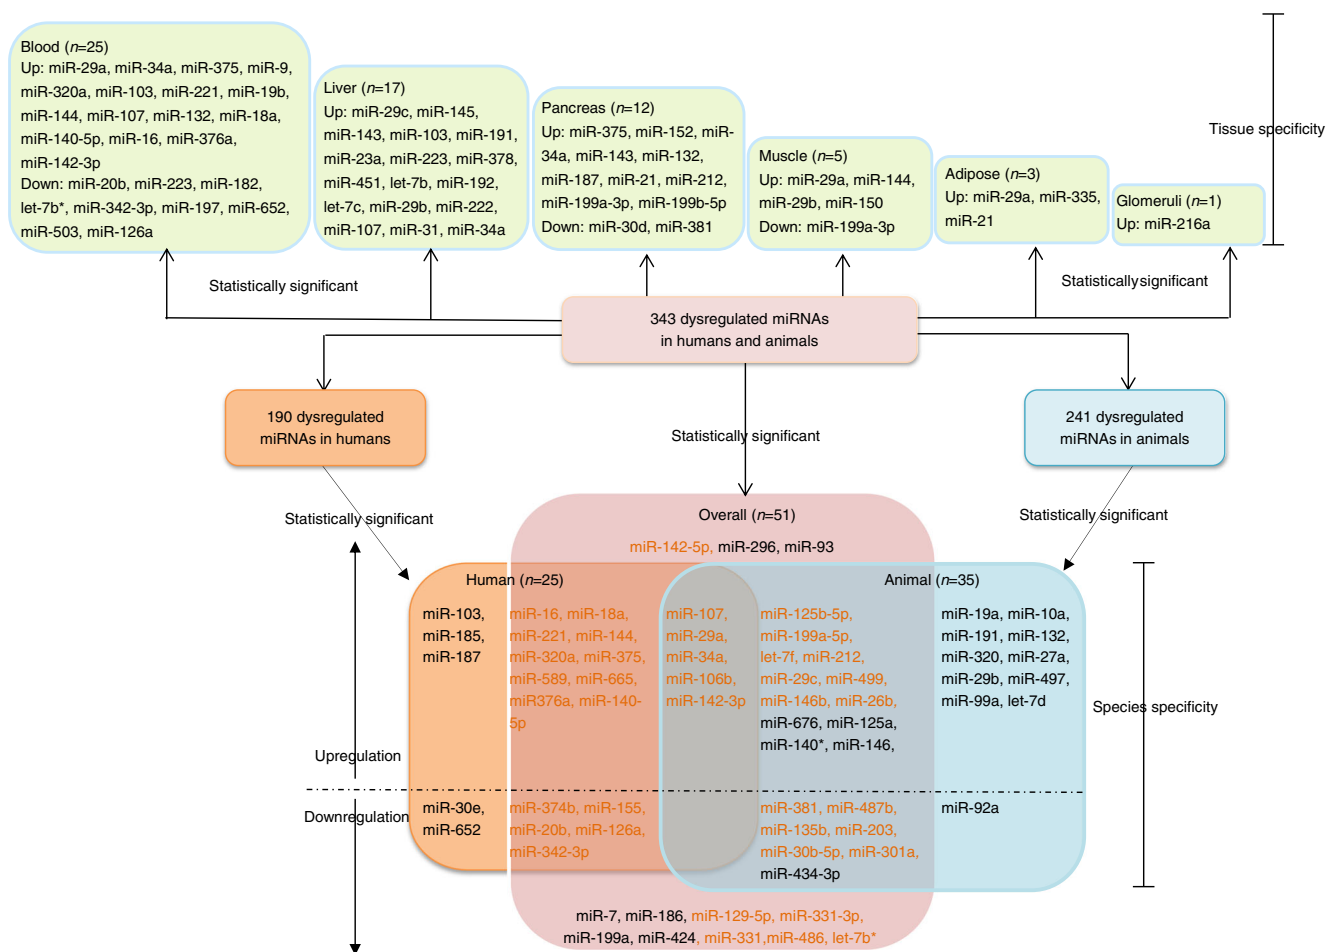 Blood (n=25)
Up: miR-29a, miR-34a, miR-375, miR-9,
miR-320a, miR-103, miR-221, miR-19b,
miR-144, miR-107, miR-132, miR-18a,
miR-140-5p, miR-16, miR-376a,
miR-142-3p
Down: miR-20b, miR-223, miR-182,
let-7b*, miR-342-3p, miR-197, miR-652,
miR-503, miR-126a
Liver (n=17)
Up: miR-29c, miR-145,
miR-143, miR-103, miR-191,
miR-23a, miR-223, miR-378,
miR-451, let-7b, miR-192,
let-7c, miR-29b, miR-222,
miR-107, miR-31, miR-34a
Pancreas (n=12)
Up: miR-375, miR-152, miR-
34a, miR-143, miR-132,
miR-187, miR-21, miR-212,
miR-199a-3p, miR-199b-5p
Down: miR-30d, miR-381
Muscle (n=5)
Up: miR-29a, miR-144,
miR-29b, miR-150
Down: miR-199a-3p
Adipose (n=3)
Up: miR-29a, miR-335,
miR-21
Glomeruli (n=1)
Up: miR-216a
Tissue specificity
Statistically significant
Statistically significant
343 dysregulated miRNAs
in humans and animals
190 dysregulated
miRNAs in humans
Statistically significant
241 dysregulated
miRNAs in animals
Statistically significant
Statistically significant
Overall (n=51)
miR-142-5p, miR-296, miR-93
Human (n=25)
Animal (n=35)
miR-103,
miR-185,
miR-187
miR-16, miR-18a,
miR-221, miR-144,
miR-320a, miR-375,
miR-589, miR-665,
miR376a, miR-140-
5p
miR-107,
miR-29a,
miR-34a,
miR-106b,
miR-142-3p
miR-125b-5p,
miR-199a-5p,
let-7f, miR-212,
miR-29c, miR-499,
miR-146b, miR-26b,
miR-676, miR-125a,
miR-140*, miR-146,
miR-19a, miR-10a,
miR-191, miR-132,
miR-320, miR-27a,
miR-29b, miR-497,
miR-99a, let-7d
Species specificity
Upregulation
Downregulation
miR-30e,
miR-652
miR-374b, miR-155,
miR-20b, miR-126a,
miR-342-3p
miR-381, miR-487b,
miR-135b, miR-203,
miR-30b-5p, miR-301a,
miR-434-3p
miR-92a
miR-7, miR-186, miR-129-5p, miR-331-3p,
miR-199a, miR-424, miR-331,miR-486, let-7b*